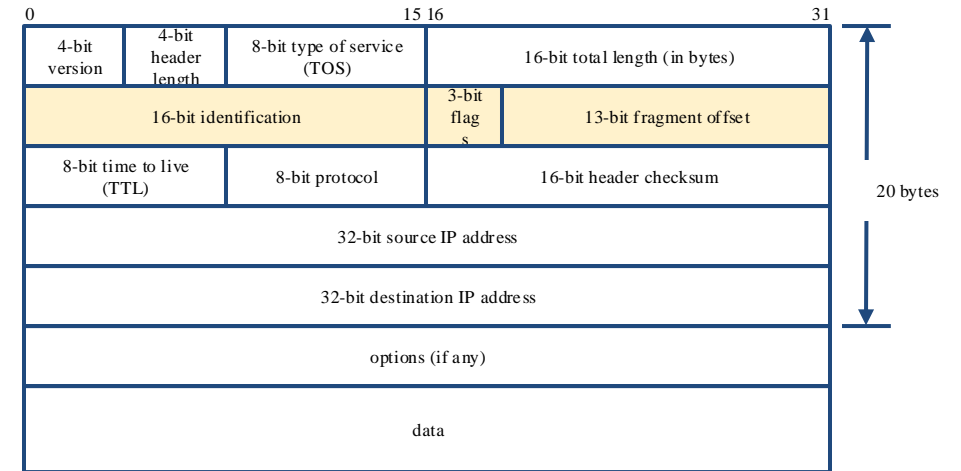 0 15 16 31
4-bit
version
4-bit
header
length
8-bit type of service
(TOS)
16-bit total length (in bytes)
16-bit identification
3-bit
flag
s
13-bit fragment offset
8-bit time to live
(TTL)
8-bit protocol
16-bit header checksum
20 bytes
32-bit source IP address
32-bit destination IP address
options (if any)
data